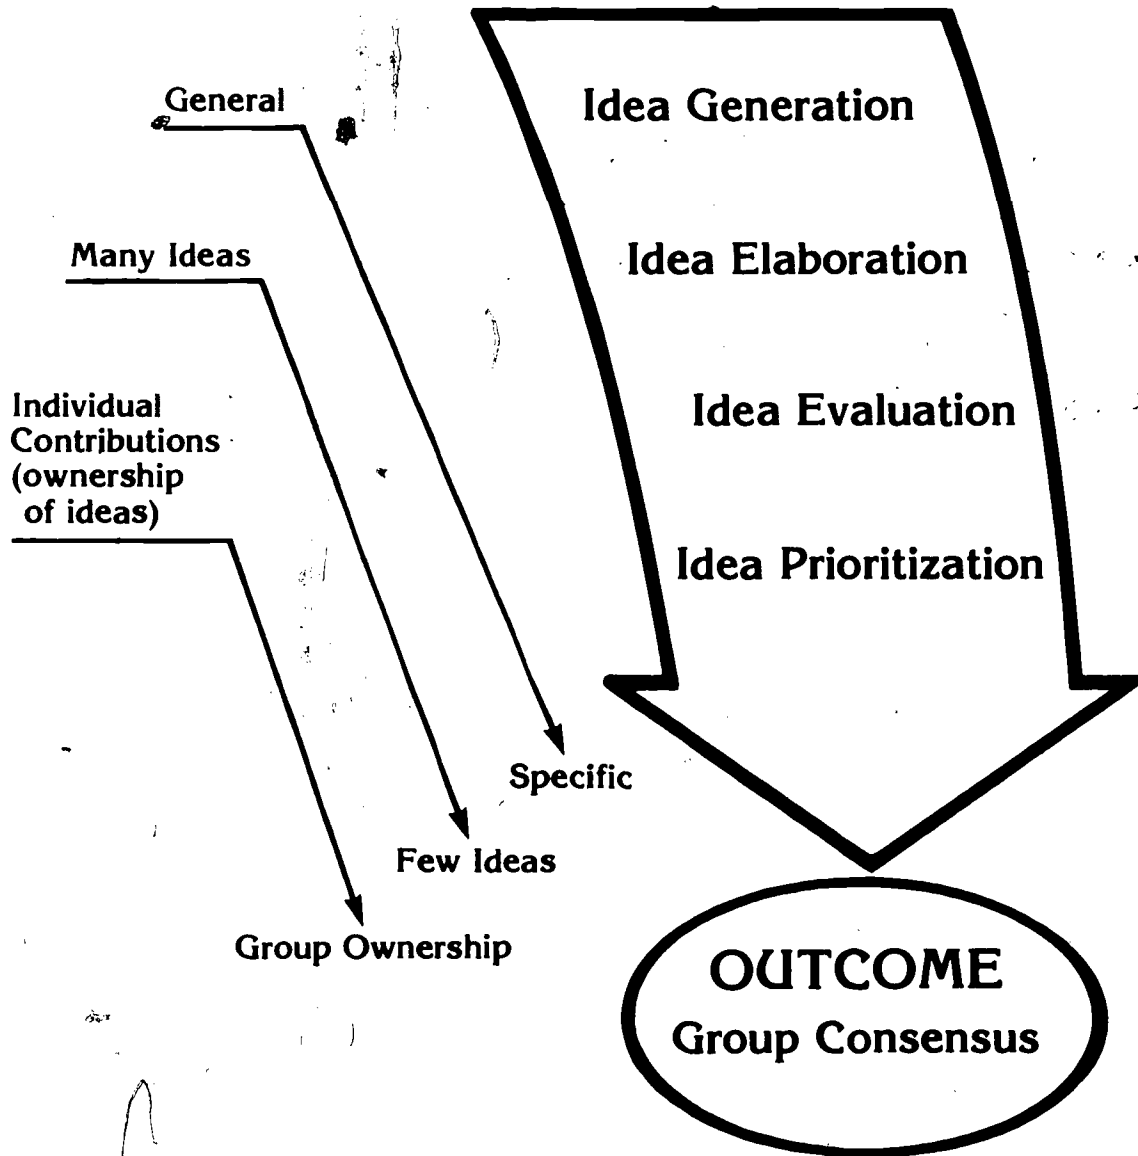 General
Many Ideas
Individual
Contributions
(ownership
of ideas)
Specific
Few Ideas
Group Ownership
Idea Generation
Idea Elaboration
Idea Evaluation
Idea Prioritization
OUTCOME
Group Consensus